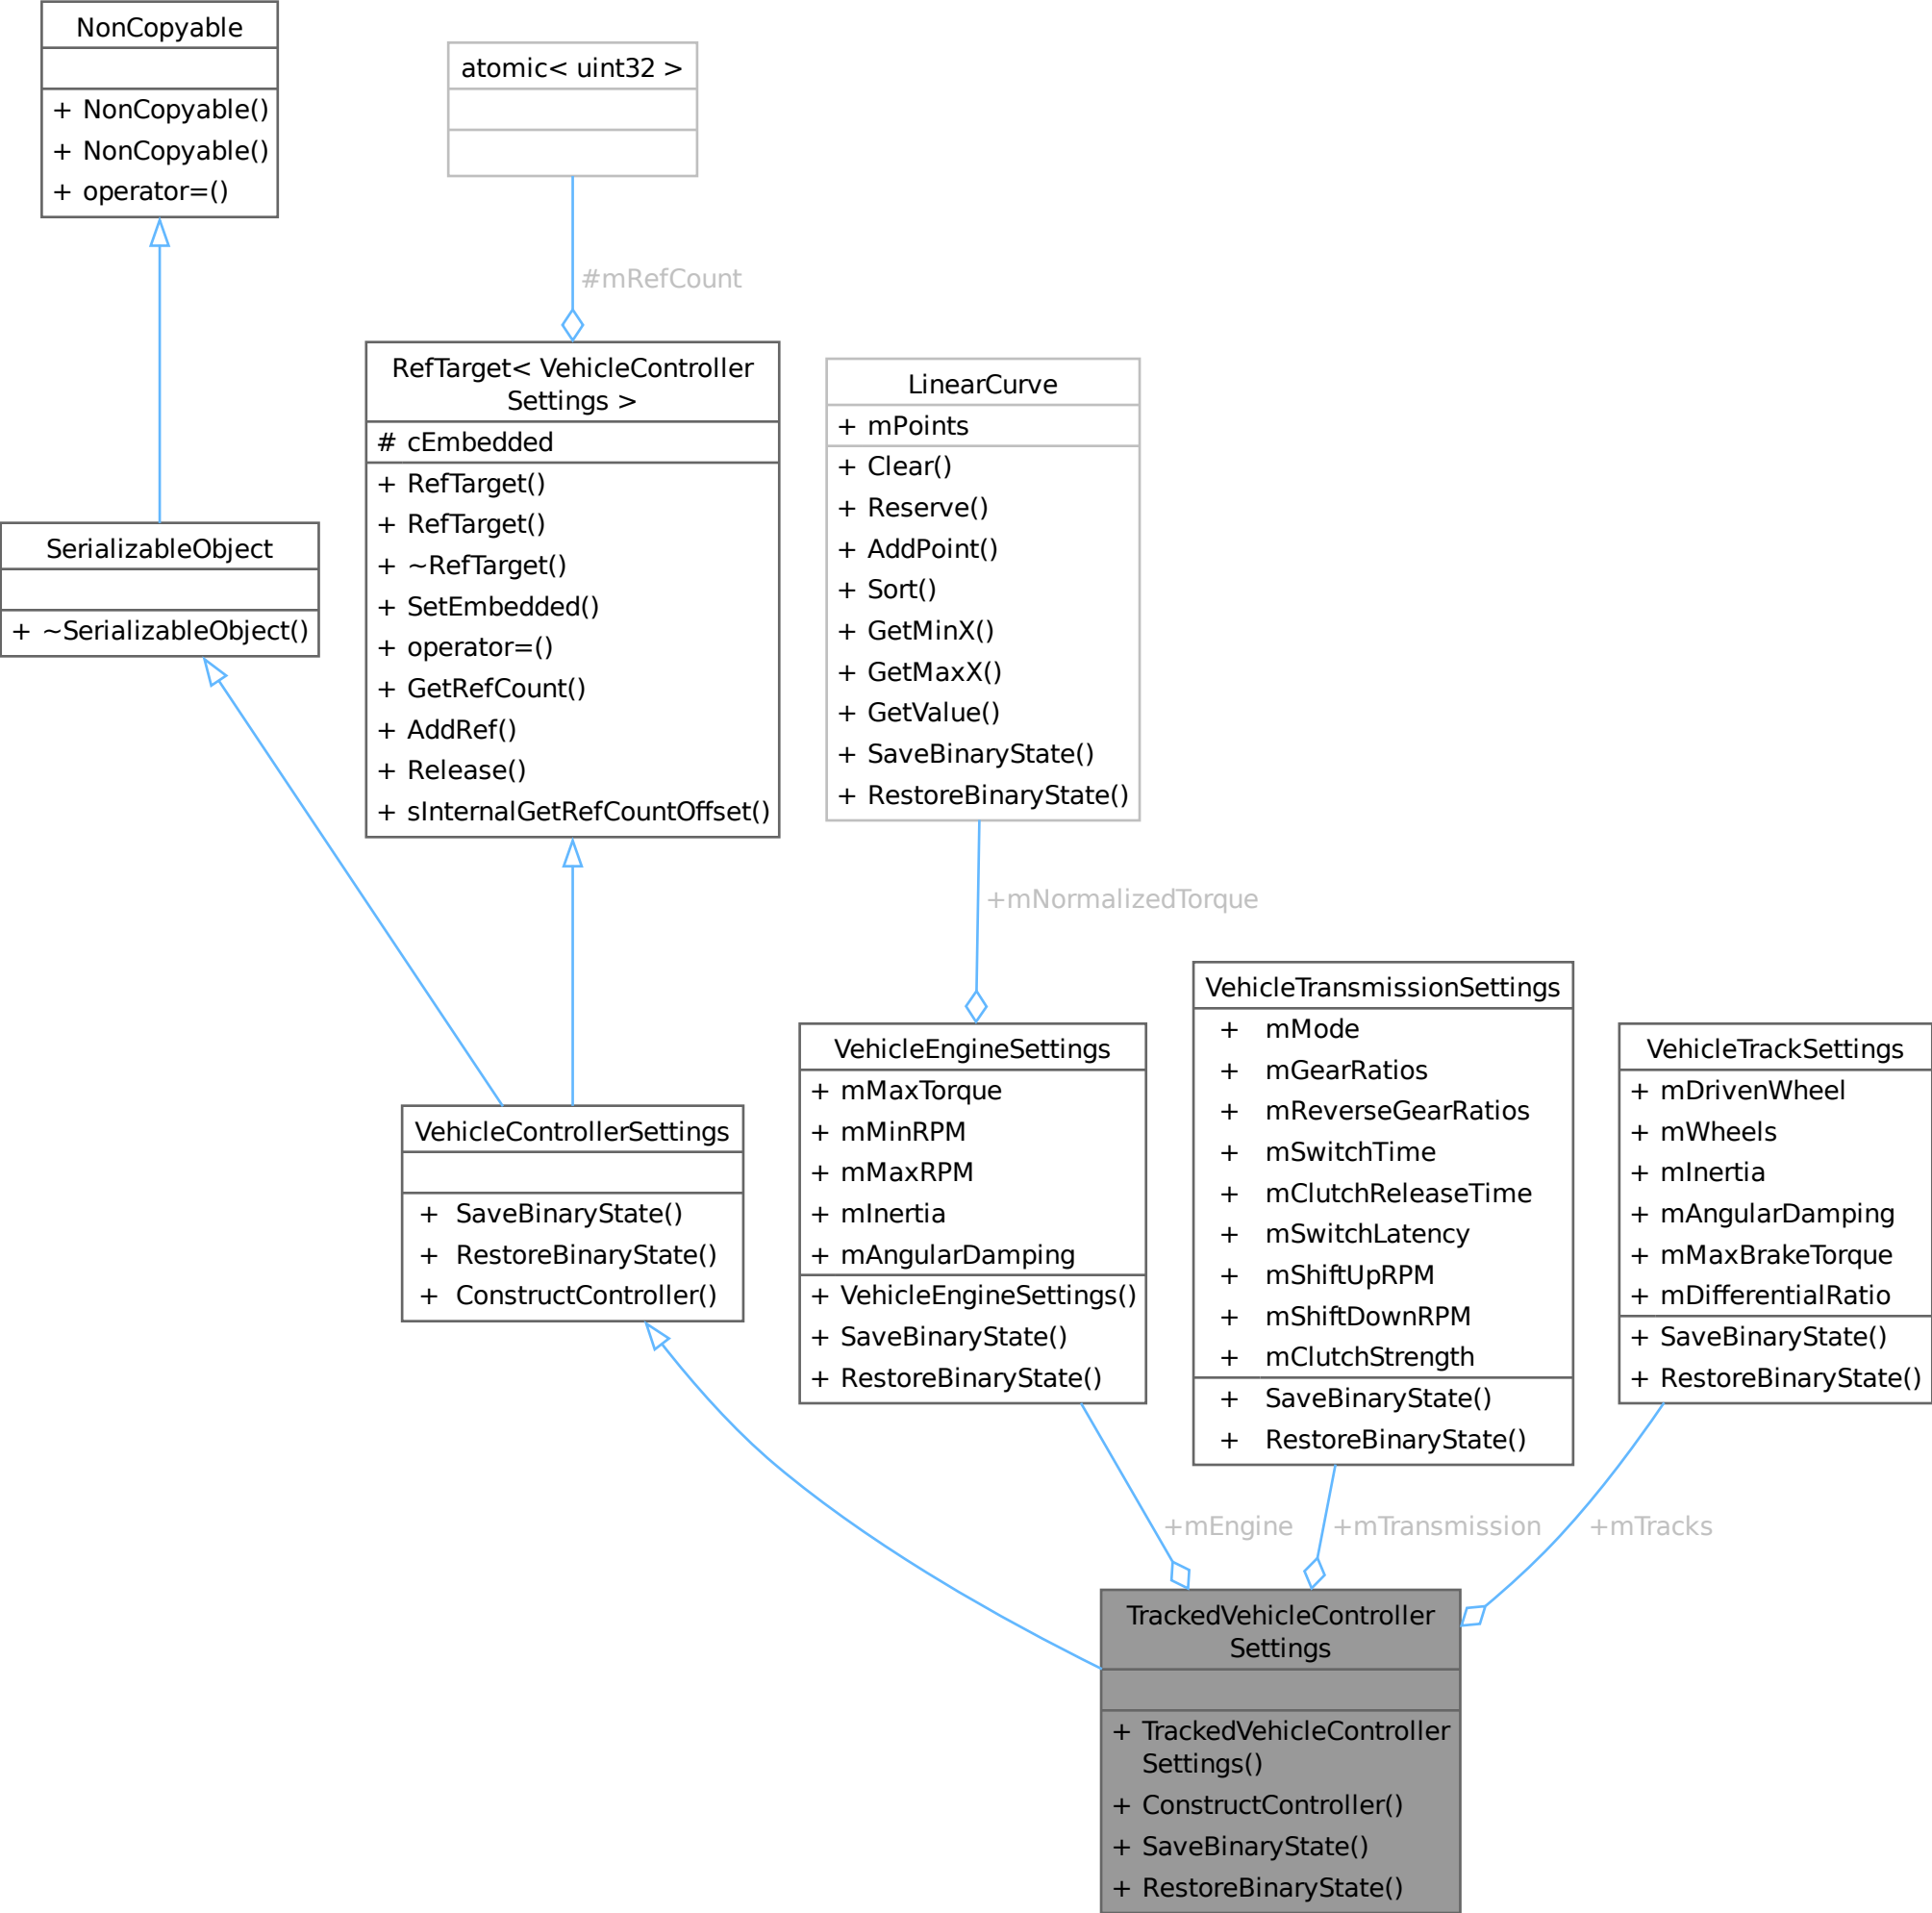 NonCopyable
+ NonCopyable()
+ NonCopyable()
+ operator=()
atomic< uint32 >
#mRefCount
RefTarget< VehicleController
Settings >
# cEmbedded
+ RefTarget()
+ RefTarget()
+ ~RefTarget()
+ SetEmbedded()
+ operator=()
+ GetRefCount()
+ AddRef()
+ Release()
+ sInternalGetRefCountOffset()
LinearCurve
+ mPoints
+ Clear()
+ Reserve()
+ AddPoint()
+ Sort()
+ GetMinX()
+ GetMaxX()
+ GetValue()
+ SaveBinaryState()
+ RestoreBinaryState()
SerializableObject
+ ~SerializableObject()
+mNormalizedTorque
VehicleControllerSettings
+ SaveBinaryState()
+ RestoreBinaryState()
+ ConstructController()
VehicleEngineSettings
+ mMaxTorque
+ mMinRPM
+ mMaxRPM
+ mInertia
+ mAngularDamping
+ VehicleEngineSettings()
+ SaveBinaryState()
+ RestoreBinaryState()
VehicleTransmissionSettings
+ mMode
+ mGearRatios
+ mReverseGearRatios
+ mSwitchTime
+ mClutchReleaseTime
+ mSwitchLatency
+ mShiftUpRPM
+ mShiftDownRPM
+ mClutchStrength
+ SaveBinaryState()
+ RestoreBinaryState()
VehicleTrackSettings
+ mDrivenWheel
+ mWheels
+ mInertia
+ mAngularDamping
+ mMaxBrakeTorque
+ mDifferentialRatio
+ SaveBinaryState()
+ RestoreBinaryState()
+mEngine
+mTransmission
+mTracks
TrackedVehicleController
Settings
+ TrackedVehicleController
Settings()
+ ConstructController()
+ SaveBinaryState()
+ RestoreBinaryState()